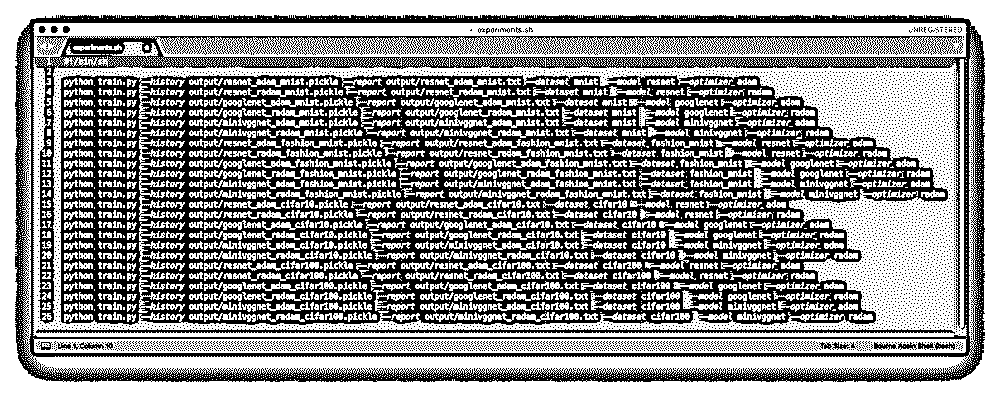 experiments.sh
UNREGISTERED
experiments.sh
1 #!/bin/sh
2
3 python train.py --history output/resnet_adam_mnist.pickle --report output/resnet_adam_mnist.txt --dataset mnist --model resnet --optimizer adam
4 python train.py --history output/resnet_radam_mnist.pickle --report output/resnet_radam_mnist.txt --dataset mnist --model resnet --optimizer radam
5 python train.py --history output/googlenet_adam_mnist.pickle --report output/googlenet_adam_mnist.txt --dataset mnist --model googlenet --optimizer adam
6 python train.py --history output/googlenet_radam_mnist.pickle --report output/googlenet_radam_mnist.txt --dataset mnist --model googlenet --optimizer radam
7 python train.py --history output/minivggnet_adam_mnist.pickle --report output/minivggnet_adam_mnist.txt --dataset mnist --model minivggnet --optimizer adam
8 python train.py --history output/minivggnet_radam_mnist.pickle --report output/minivggnet_radam_mnist.txt --dataset mnist --model minivggnet --optimizer radam
9 python train.py --history output/resnet_adam_fashion_mnist.pickle --report output/resnet_adam_fashion_mnist.txt --dataset fashion_mnist --model resnet --optimizer adam
10 python train.py --history output/resnet_radam_fashion_mnist.pickle --report output/resnet_radam_fashion_mnist.txt --dataset fashion_mnist --model resnet --optimizer radam
11 python train.py --history output/googlenet_adam_fashion_mnist.pickle --report output/googlenet_adam_fashion_mnist.txt --dataset fashion_mnist --model googlenet --optimizer adam
12 python train.py --history output/googlenet_radam_fashion_mnist.pickle --report output/googlenet_radam_fashion_mnist.txt --dataset fashion_mnist --model googlenet --optimizer radam
13 python train.py --history output/minivggnet_adam_fashion_mnist.pickle --report output/minivggnet_adam_fashion_mnist.txt --dataset fashion_mnist --model minivggnet --optimizer adam
14 python train.py --history output/minivggnet_radam_fashion_mnist.pickle --report output/minivggnet_radam_fashion_mnist.txt --dataset fashion_mnist --model minivggnet --optimizer radam
15 python train.py --history output/resnet_adam_cifar10.pickle --report output/resnet_adam_cifar10.txt --dataset cifar10 --model resnet --optimizer adam
16 python train.py --history output/resnet_radam_cifar10.pickle --report output/resnet_radam_cifar10.txt --dataset cifar10 --model resnet --optimizer radam
17 python train.py --history output/googlenet_adam_cifar10.pickle --report output/googlenet_adam_cifar10.txt --dataset cifar10 --model googlenet --optimizer adam
18 python train.py --history output/googlenet_radam_cifar10.pickle --report output/googlenet_radam_cifar10.txt --dataset cifar10 --model googlenet --optimizer radam
19 python train.py --history output/minivggnet_adam_cifar10.pickle --report output/minivggnet_adam_cifar10.txt --dataset cifar10 --model minivggnet --optimizer adam
20 python train.py --history output/minivggnet_radam_cifar10.pickle --report output/minivggnet_radam_cifar10.txt --dataset cifar10 --model minivggnet --optimizer radam
21 python train.py --history output/resnet_adam_cifar100.pickle --report output/resnet_adam_cifar100.txt --dataset cifar100 --model resnet --optimizer adam
22 python train.py --history output/resnet_radam_cifar100.pickle --report output/resnet_radam_cifar100.txt --dataset cifar100 --model resnet --optimizer radam
23 python train.py --history output/googlenet_adam_cifar100.pickle --report output/googlenet_adam_cifar100.txt --dataset cifar100 --model googlenet --optimizer adam
24 python train.py --history output/googlenet_radam_cifar100.pickle --report output/googlenet_radam_cifar100.txt --dataset cifar100 --model googlenet --optimizer radam
25 python train.py --history output/minivggnet_adam_cifar100.pickle --report output/minivggnet_adam_cifar100.txt --dataset cifar100 --model minivggnet --optimizer adam
26 python train.py --history output/minivggnet_radam_cifar100.pickle --report output/minivggnet_radam_cifar100.txt --dataset cifar100 --model minivggnet --optimizer radam
Line 1, Column 10
Tab Size: 4
Bourne Again Shell (bash)